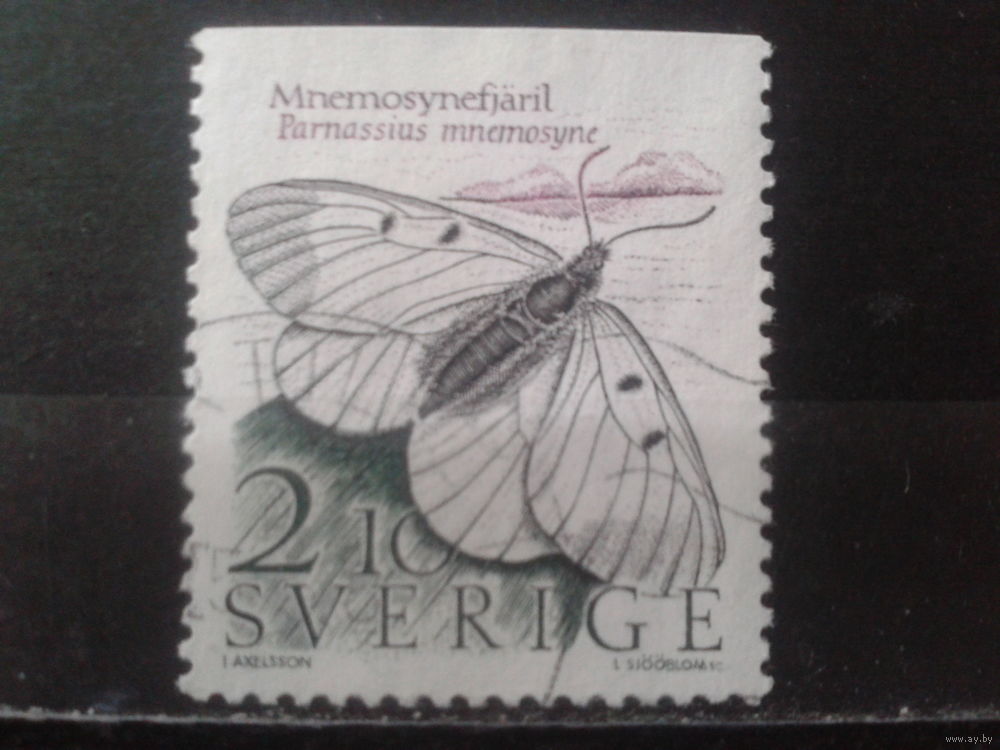 Mnemosynefjäril
Parnassius mnemosyne
2 10
SVERIGE
J AXELSSON
L SJÖÖBLOM sc.
www.ay.by